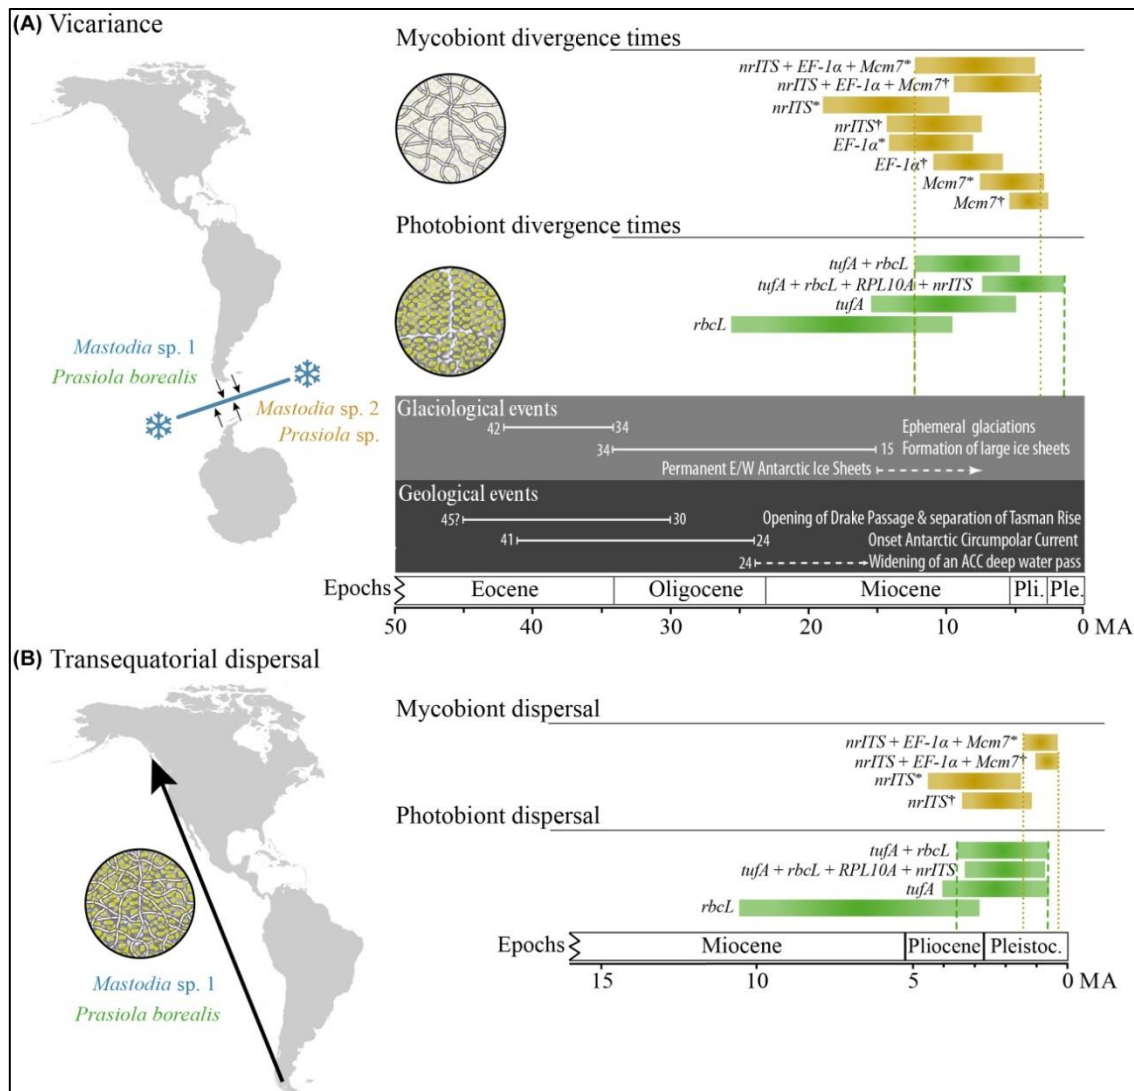 (A) Vicariance
Mycobiont divergence times
nrITS + EF-1α + Mcm7*
nrITS + EF-1α + Mcm7†
nrITS*
nrITS†
EF-1α*
EF-1α†
Mcm7*
Mcm7†
Photobiont divergence times
tufA + rbcL
tufA + rbcL + RPL10A + nrITS
tufA
rbcL
Mastodia sp. 1
Prasiola borealis
Mastodia sp. 2
Prasiola sp.
Glaciological events
42 34 Ephemeral glaciations
34 15 Formation of large ice sheets
Permanent E/W Antarctic Ice Sheets
Geological events
45? 30 Opening of Drake Passage & separation of Tasman Rise
41 24 Onset Antarctic Circumpolar Current
24 Widening of an ACC deep water pass
Epochs Eocene Oligocene Miocene Pli. Ple.
50 40 30 20 10 0 MA
(B) Transequatorial dispersal
Mycobiont dispersal
nrITS + EF-1α + Mcm7*
nrITS + EF-1α + Mcm7†
nrITS*
nrITS†
Photobiont dispersal
tufA + rbcL
tufA + rbcL + RPL10A + nrITS
tufA
rbcL
Epochs Miocene Pliocene Pleistoc.
15 10 5 0 MA
Mastodia sp. 1
Prasiola borealis